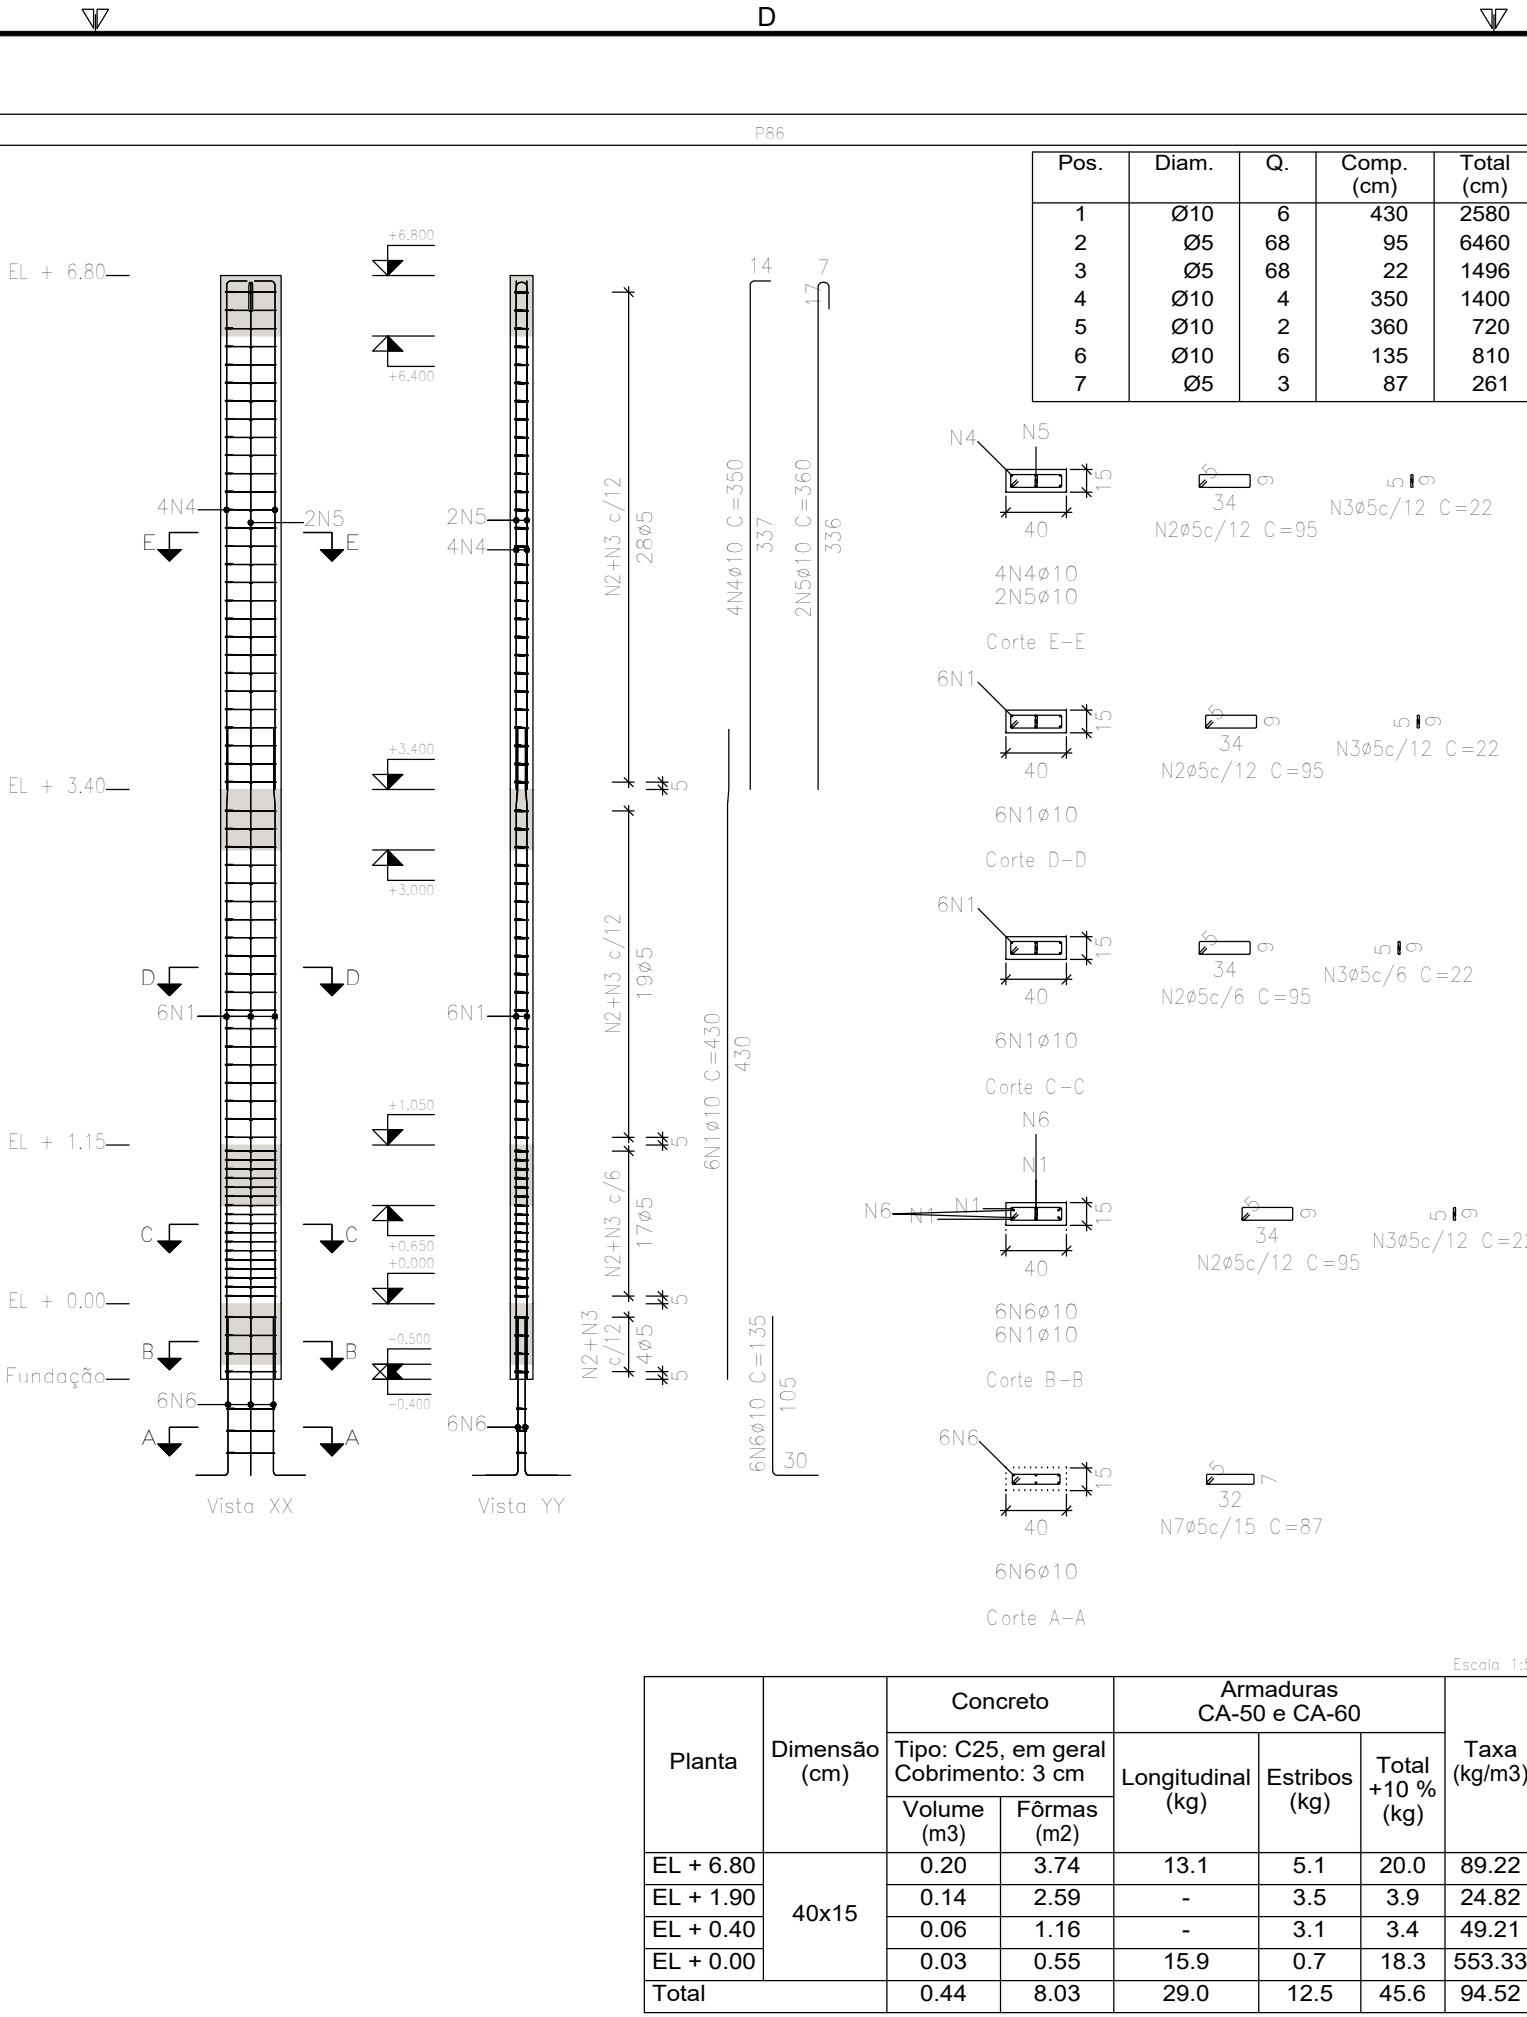 D
P86
Pos. Diam. Q. Comp. (cm) Total (cm)
1 Ø10 6 430 2580
2 Ø5 68 95 6460
3 Ø5 68 22 1496
4 Ø10 4 350 1400
5 Ø10 2 360 720
6 Ø10 6 135 810
7 Ø5 3 87 261
EL + 6.80
+6.800
+6.400
4N4
2N5
E E
EL + 3.40
+3.400
+3.000
D D
6N1
EL + 1.15
+1.050
C C
+0.650
+0.000
EL + 0.00
B B
-0.500
Fundação
-0.400
6N6
A A
Vista XX
2N5
4N4
6N1
6N6
Vista YY
N2+N3 c/12
28ø5
5
N2+N3 c/12
19ø5
5
N2+N3 c/6
17ø5
5
N2+N3
c/12
4ø5
5
14
4N4ø10 C=350
337
7
17
2N5ø10 C=360
336
6N1ø10 C=430
430
6N6ø10 C=135
105
30
N4 N5
15
40
4N4ø10
2N5ø10
Corte E-E
5
34
9
N2ø5c/12 C=95
5 9
N3ø5c/12 C=22
6N1
15
40
6N1ø10
Corte D-D
5
34
9
N2ø5c/12 C=95
5 9
N3ø5c/12 C=22
6N1
15
40
6N1ø10
Corte C-C
5
34
9
N2ø5c/6 C=95
5 9
N3ø5c/6 C=22
N6
N1
N6 N1 N1
15
40
6N6ø10
6N1ø10
Corte B-B
5
34
9
N2ø5c/12 C=95
5 9
N3ø5c/12 C=22
6N6
15
40
6N6ø10
Corte A-A
5
32
7
N7ø5c/15 C=87
Escala 1:5
Planta
Dimensão
(cm)
Concreto
Tipo: C25, em geral
Cobrimento: 3 cm
Volume
(m3)
Fôrmas
(m2)
Armaduras
CA-50 e CA-60
Longitudinal
(kg)
Estribos
(kg)
Total
+10 %
(kg)
Taxa
(kg/m3)
40x15
EL + 6.80 0.20 3.74 13.1 5.1 20.0 89.22
EL + 1.90 0.14 2.59 - 3.5 3.9 24.82
EL + 0.40 0.06 1.16 - 3.1 3.4 49.21
EL + 0.00 0.03 0.55 15.9 0.7 18.3 553.33
Total 0.44 8.03 29.0 12.5 45.6 94.52